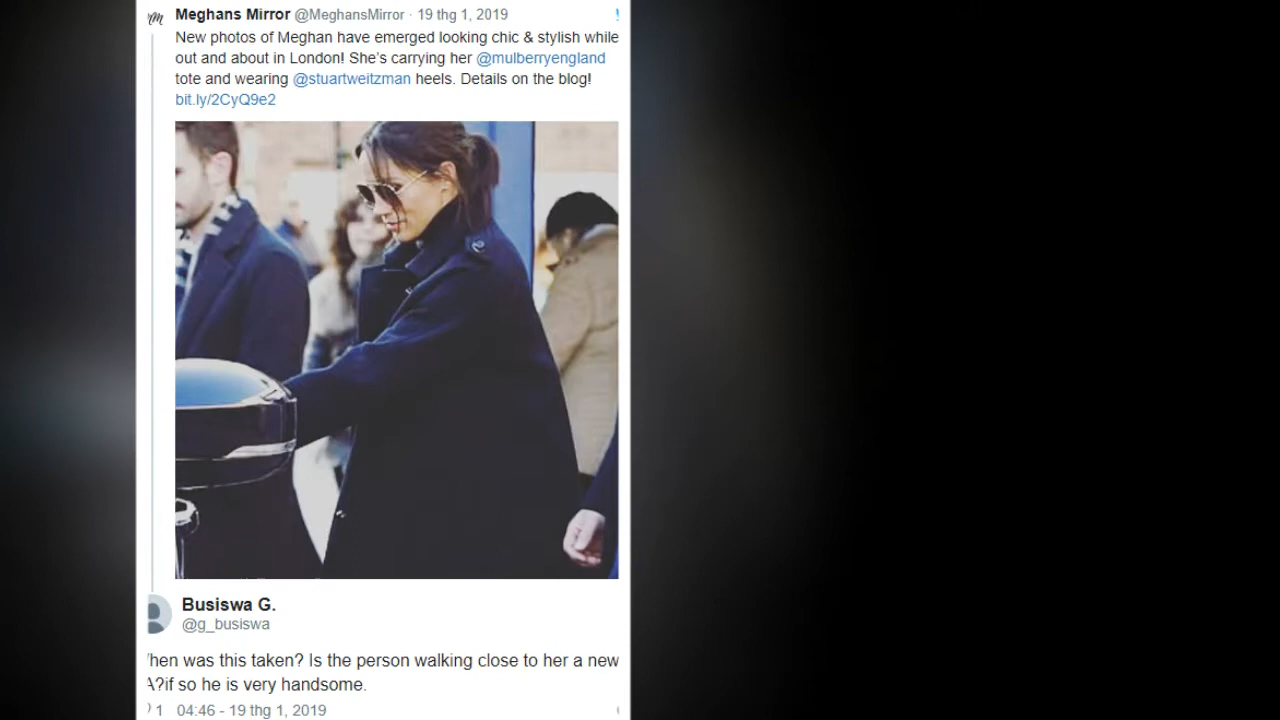 Meghans Mirror @MeghansMirror · 19 thg 1, 2019
New photos of Meghan have emerged looking chic & stylish while
out and about in London! She's carrying her @mulberryengland
tote and wearing @stuartweitzman heels. Details on the blog!
bit.ly/2CyQ9e2
Busiswa G.
@g_busiswa
hen was this taken? Is the person walking close to her a new
A?if so he is very handsome.
1 04:46 - 19 thg 1, 2019